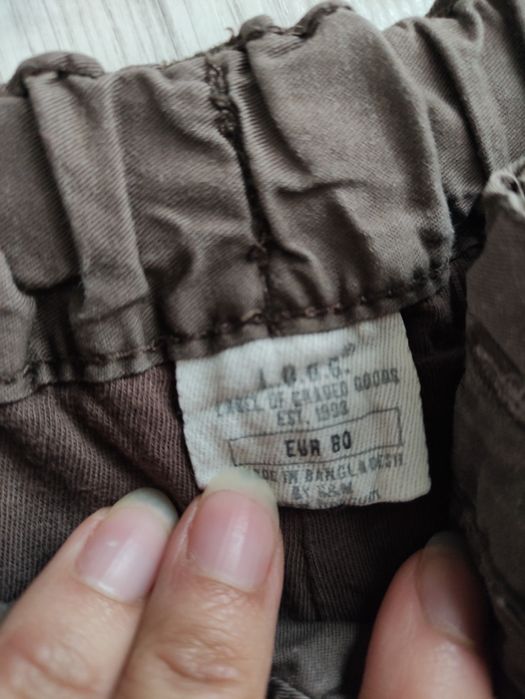 L.O.G.G.
LABEL OF GRADED GOODS
EST. 1998
EUR 80
MADE IN BANGLADESH
BY H&M